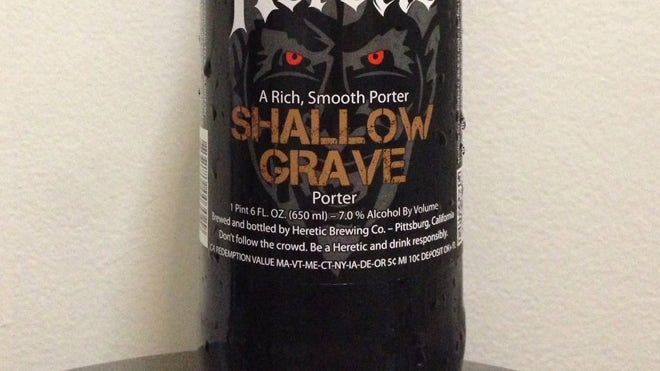 A Rich, Smooth Porter
SHALLOW
GRAVE
Porter
1 Pint 6 FL. OZ. (650 ml) – 7.0 % Alcohol By Volume
Brewed and bottled by Heretic Brewing Co. – Pittsburg, California
Don't follow the crowd. Be a Heretic and drink responsibly.
CA REDEMPTION VALUE MA-VT-ME-CT-NY-IA-DE-OR 5¢ MI 10¢ DEPOSIT OK